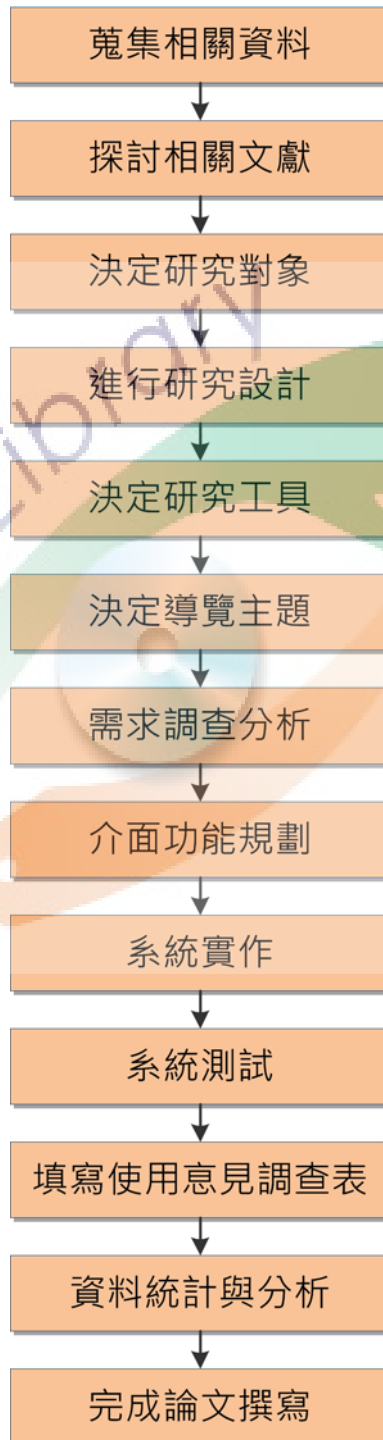 蒐集相關資料
探討相關文獻
決定研究對象
進行研究設計
決定研究工具
決定導覽主題
需求調查分析
介面功能規劃
系統實作
系統測試
填寫使用意見調查表
資料統計與分析
完成論文撰寫
Library